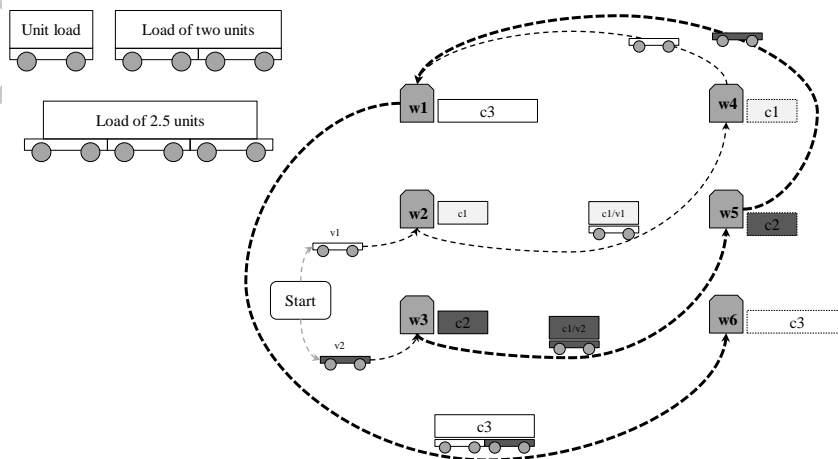 Unit load
Load of two units
Load of 2.5 units
w1
c3
w4
c1
w2
c1
c1/v1
w5
c2
v1
Start
w3
c2
c1/v2
w6
c3
v2
c3